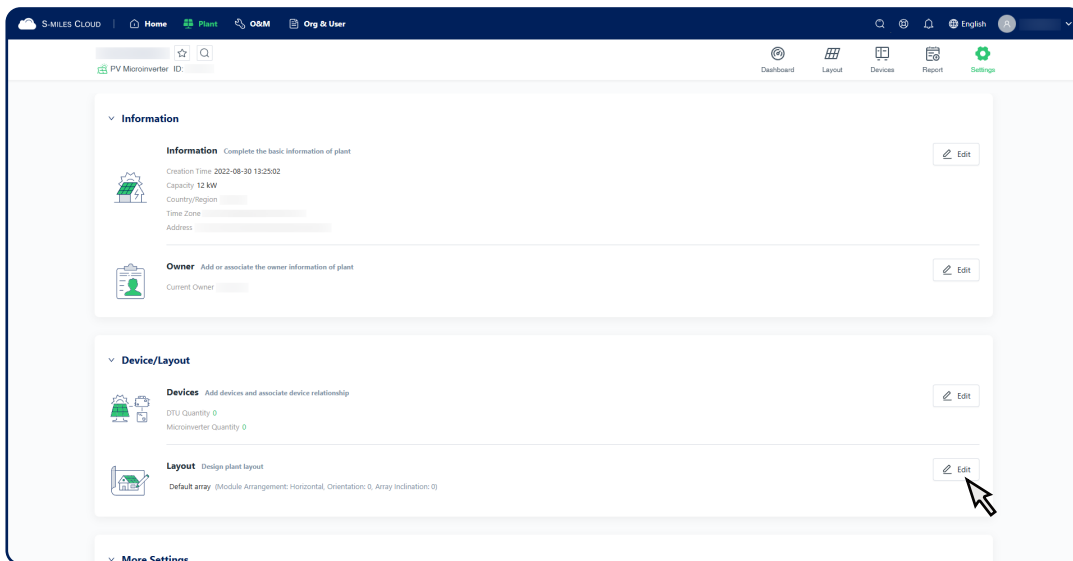 S-MILES CLOUD | Home Plant O&M Org & User English A
PV Microinverter ID:
Dashboard Layout Devices Report Settings
Information
Information Complete the basic information of plant
Edit
Creation Time 2022-08-30 13:25:02
Capacity 12 kW
Country/Region
Time Zone
Address
Owner Add or associate the owner information of plant
Edit
Current Owner
Device/Layout
Devices Add devices and associate device relationship
Edit
DTU Quantity 0
Microinverter Quantity 0
Layout Design plant layout
Edit
Default array (Module Arrangement: Horizontal, Orientation: 0, Array Inclination: 0)
More Settings